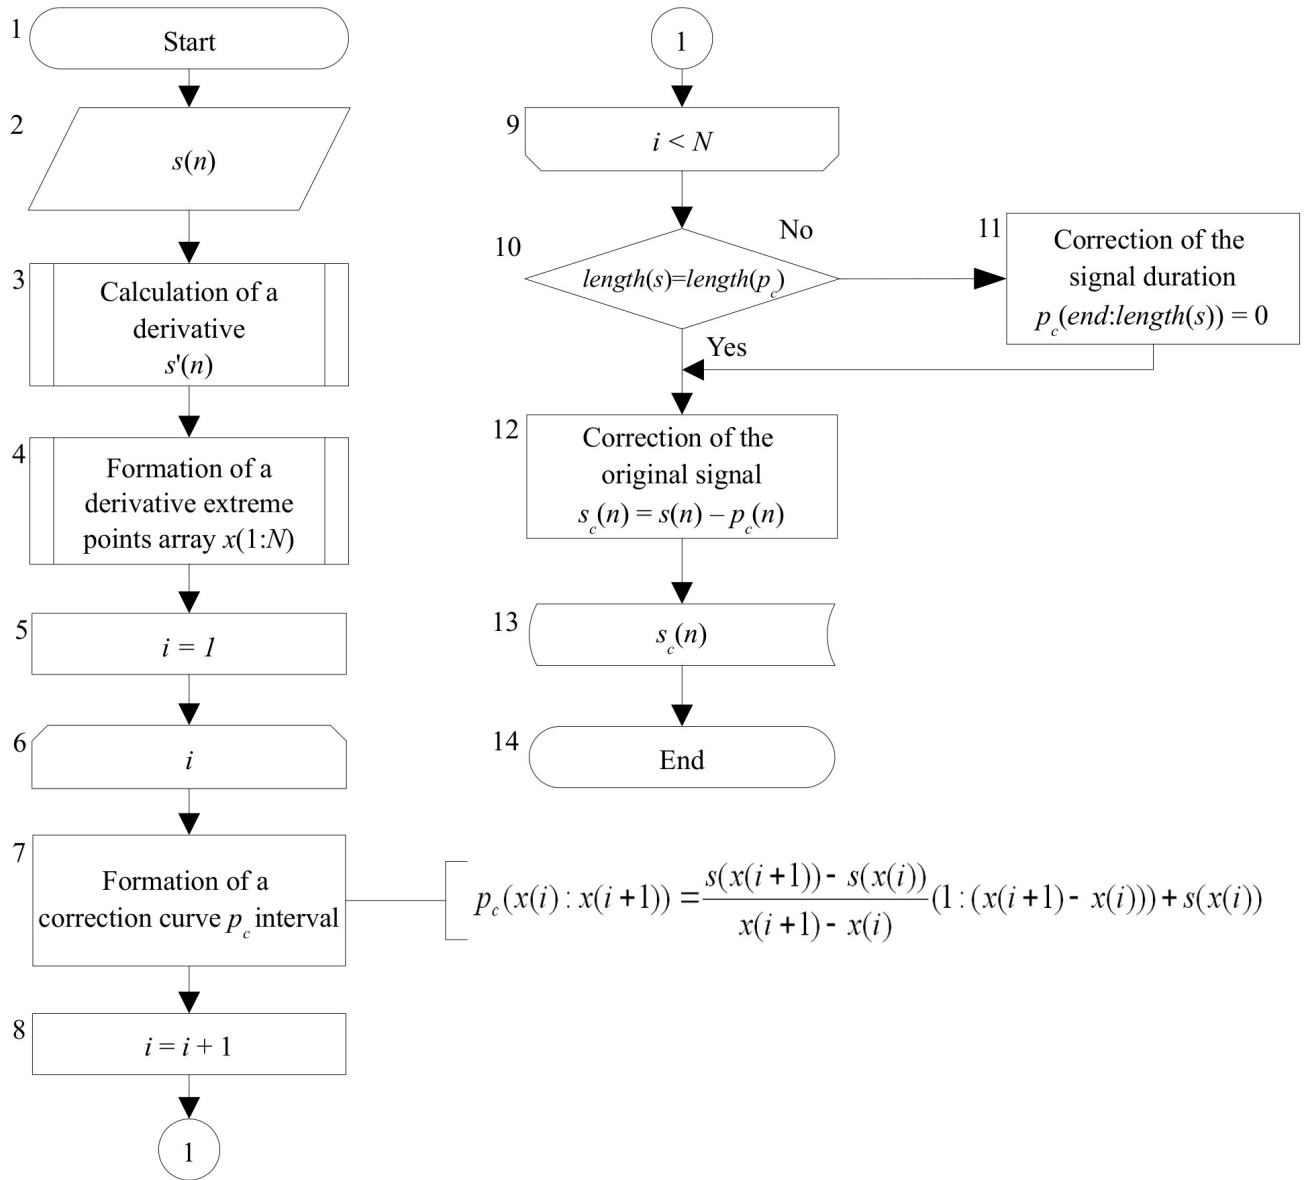 1
Start
2
s(n)
3
Calculation of a
derivative
s'(n)
4
Formation of a
derivative extreme
points array x(1:N)
5
i = 1
6
i
7
Formation of a
correction curve p_c interval
p_c(x(i) : x(i+1)) = \frac{s(x(i+1)) - s(x(i))}{x(i+1) - x(i)} (1 : (x(i+1) - x(i))) + s(x(i))
8
i = i + 1
1
1
9
i < N
10
length(s)=length(p_c)
No
Yes
11
Correction of the
signal duration
p_c(end:length(s)) = 0
12
Correction of the
original signal
s_c(n) = s(n) – p_c(n)
13
s_c(n)
14
End